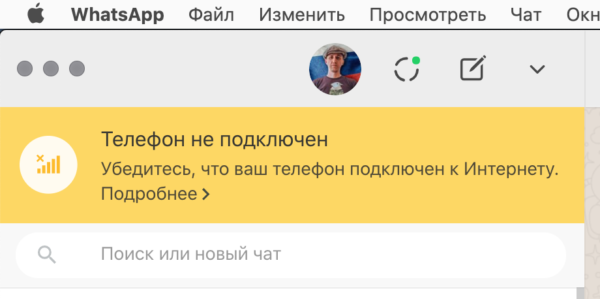 WhatsApp Файл Изменить Просмотреть Чат Окн
Телефон не подключен
Убедитесь, что ваш телефон подключен к Интернету.
Подробнее >
Поиск или новый чат